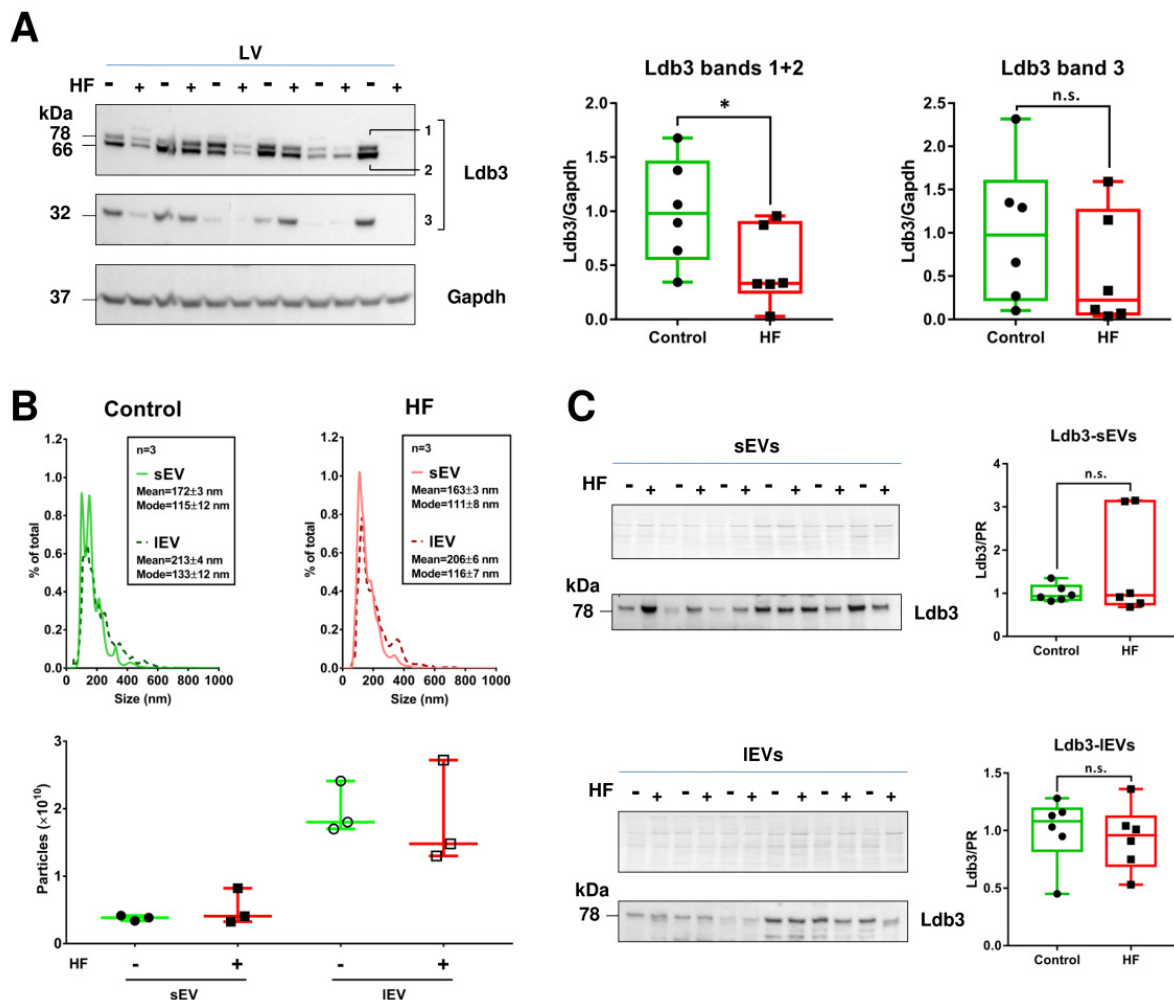 A
LV
HF - + - + - + - + - + - +
kDa
78
66
1
2
Ldb3
32
3
37
Gapdh
Ldb3 bands 1+2
*
Ldb3/Gapdh
2.0
1.5
1.0
0.5
0.0
Control HF
Ldb3 band 3
n.s.
Ldb3/Gapdh
2.5
2.0
1.5
1.0
0.5
0.0
Control HF
B
Control
% of total
1.2
1.0
0.8
0.6
0.4
0.2
0.0
0 200 400 600 800 1000
Size (nm)
n=3
sEV
Mean=172±3 nm
Mode=115±12 nm
lEV
Mean=213±4 nm
Mode=133±12 nm
HF
% of total
1.2
1.0
0.8
0.6
0.4
0.2
0.0
0 200 400 600 800 1000
Size (nm)
n=3
sEV
Mean=163±3 nm
Mode=111±8 nm
lEV
Mean=206±6 nm
Mode=116±7 nm
Particles (×10¹⁰)
3
2
1
0
HF - + - +
sEV lEV
C
sEVs
HF - + - + - + - + - + - +
kDa
78
Ldb3
Ldb3-sEVs
n.s.
Ldb3/PR
4
3
2
1
0
Control HF
lEVs
HF - + - + - + - + - + - +
kDa
78
Ldb3
Ldb3-lEVs
n.s.
Ldb3/PR
1.5
1.0
0.5
0.0
Control HF